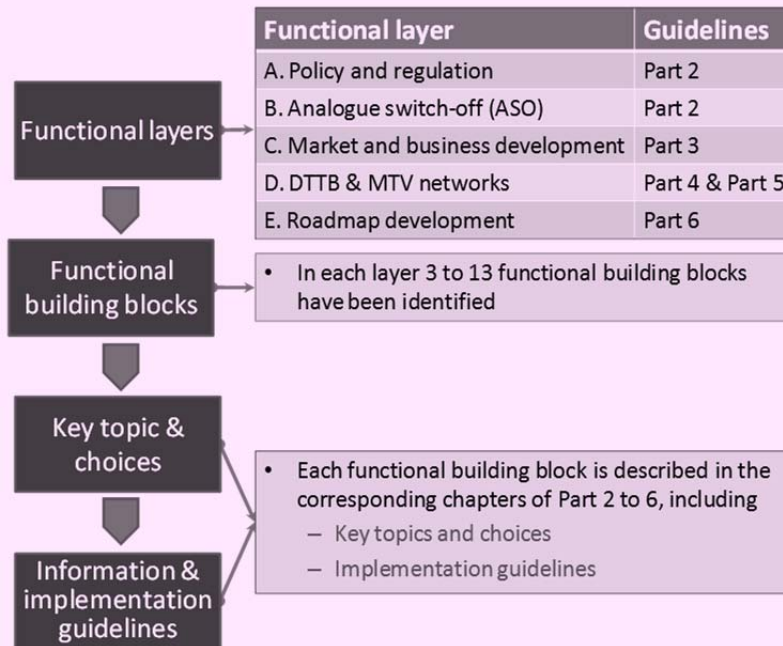 Functional layer Guidelines
A. Policy and regulation Part 2
B. Analogue switch-off (ASO) Part 2
C. Market and business development Part 3
D. DTTB & MTV networks Part 4 & Part 5
E. Roadmap development Part 6
Functional layers
Functional
building blocks
• In each layer 3 to 13 functional building blocks
have been identified
Key topic &
choices
• Each functional building block is described in the
corresponding chapters of Part 2 to 6, including
– Key topics and choices
– Implementation guidelines
Information &
implementation
guidelines